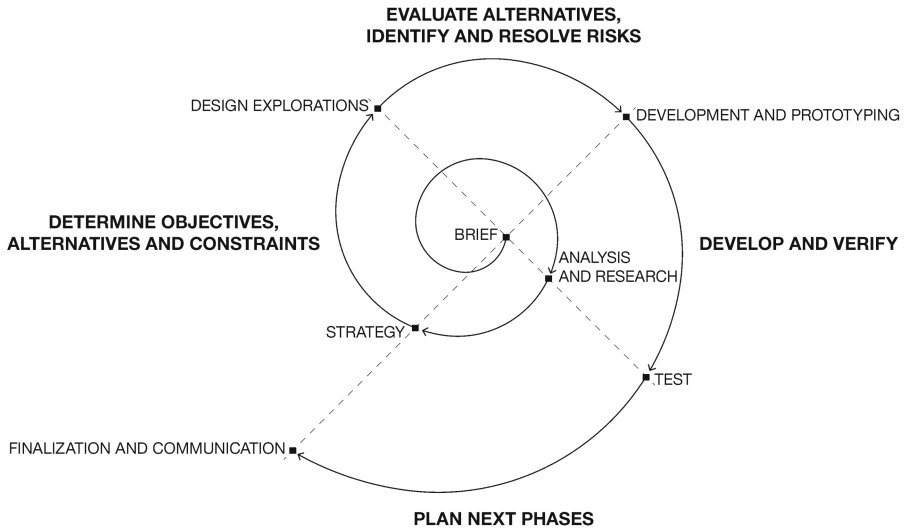 EVALUATE ALTERNATIVES,
IDENTIFY AND RESOLVE RISKS
DESIGN EXPLORATIONS
DEVELOPMENT AND PROTOTYPING
DETERMINE OBJECTIVES,
ALTERNATIVES AND CONSTRAINTS
BRIEF
DEVELOP AND VERIFY
ANALYSIS
AND RESEARCH
STRATEGY
TEST
FINALIZATION AND COMMUNICATION
PLAN NEXT PHASES